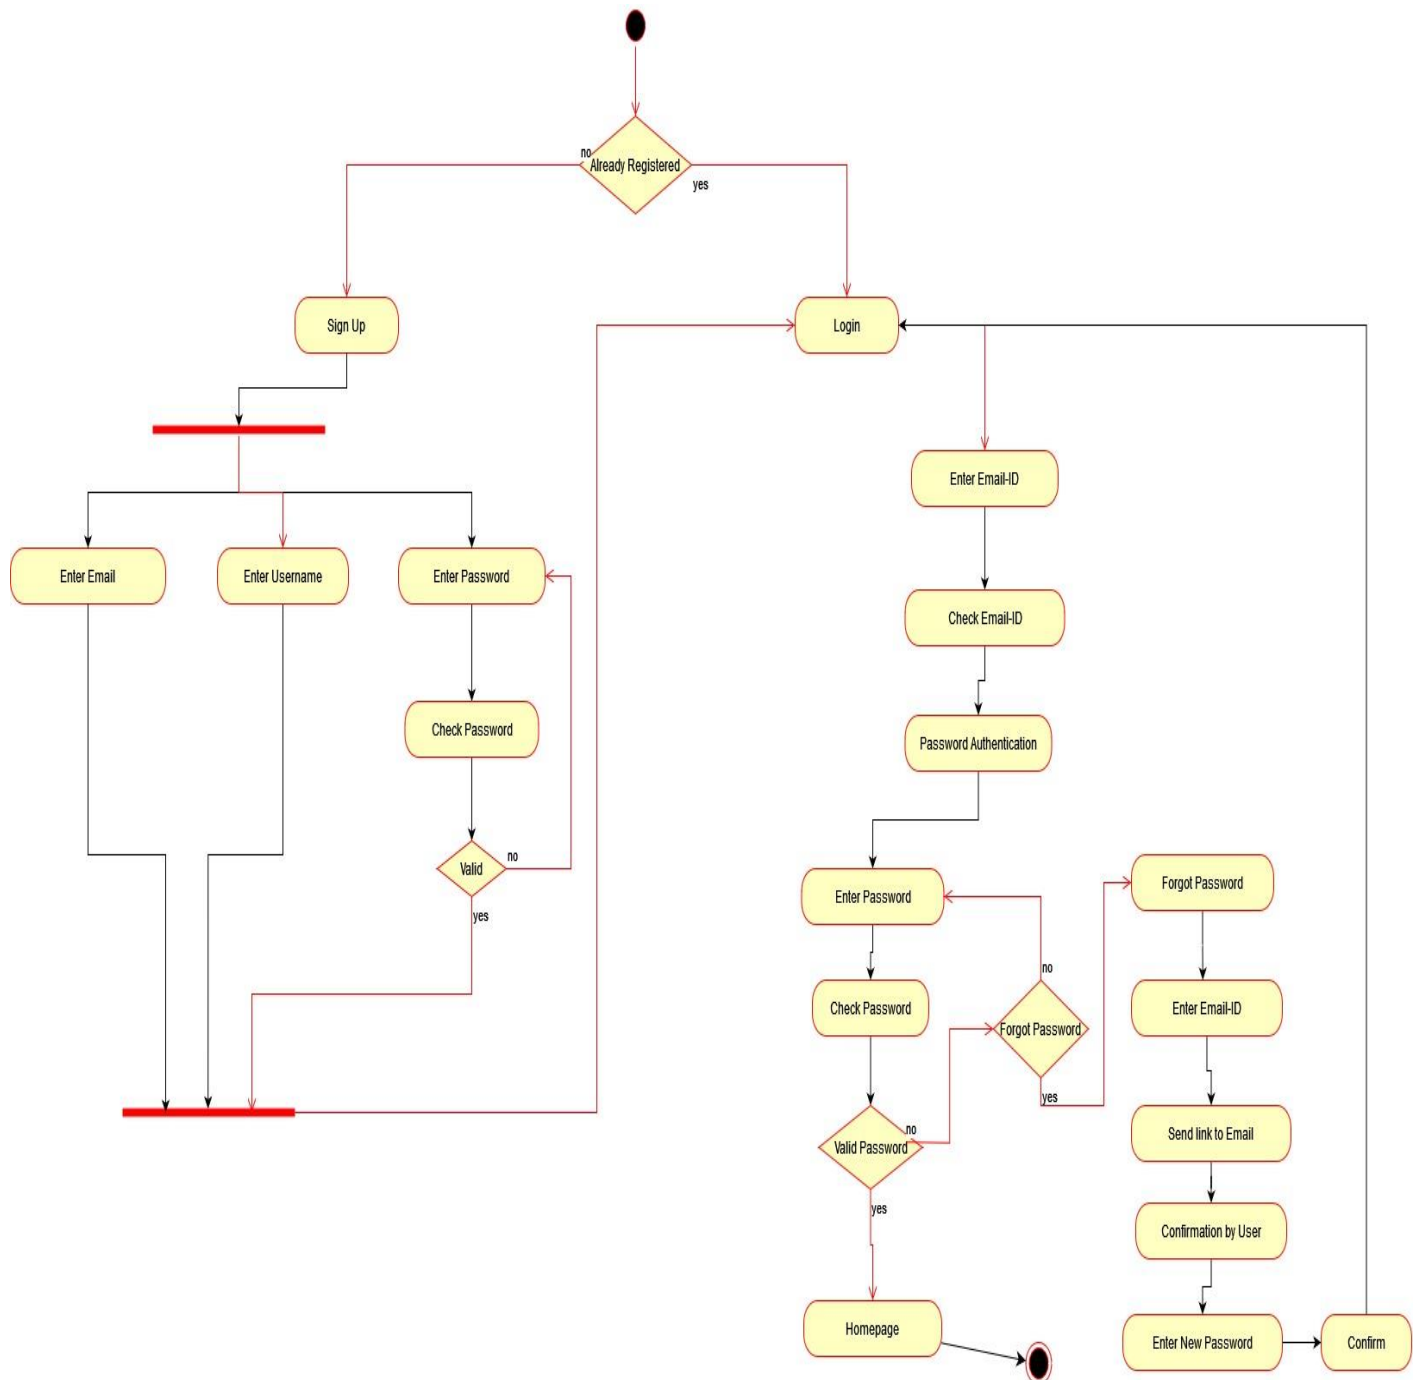 no
Already Registered
yes
Sign Up
Login
Enter Email-ID
Enter Email
Enter Username
Enter Password
Check Email-ID
Check Password
Password Authentication
Valid
no
yes
Enter Password
Forgot Password
no
Check Password
Forgot Password
Enter Email-ID
yes
no
Valid Password
Send link to Email
yes
Confirmation by User
Homepage
Enter New Password
Confirm